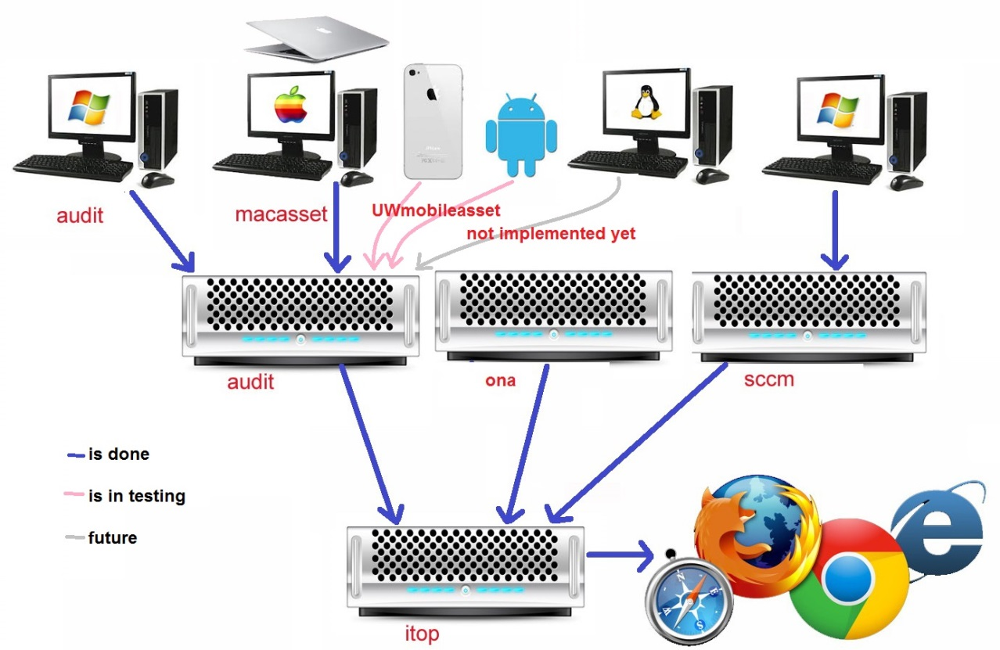 audit
macasset
UWmobileasset
not implemented yet
audit
ona
sccm
is done
is in testing
future
itop